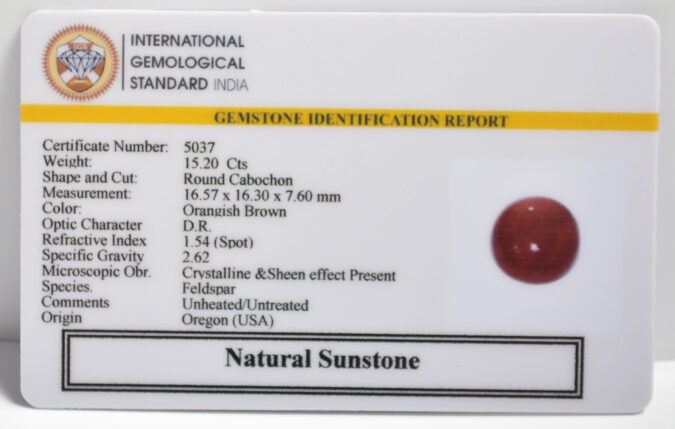 INTERNATIONAL
GEMOLOGICAL
STANDARD INDIA
IGS
GEMSTONE IDENTIFICATION REPORT
Certificate Number: 5037
Weight: 15.20 Cts
Shape and Cut: Round Cabochon
Measurement: 16.57 x 16.30 x 7.60 mm
Color: Orangish Brown
Optic Character D.R.
Refractive Index 1.54 (Spot)
Specific Gravity 2.62
Microscopic Obr. Crystalline &Sheen effect Present
Species. Feldspar
Comments Unheated/Untreated
Origin Oregon (USA)
Natural Sunstone